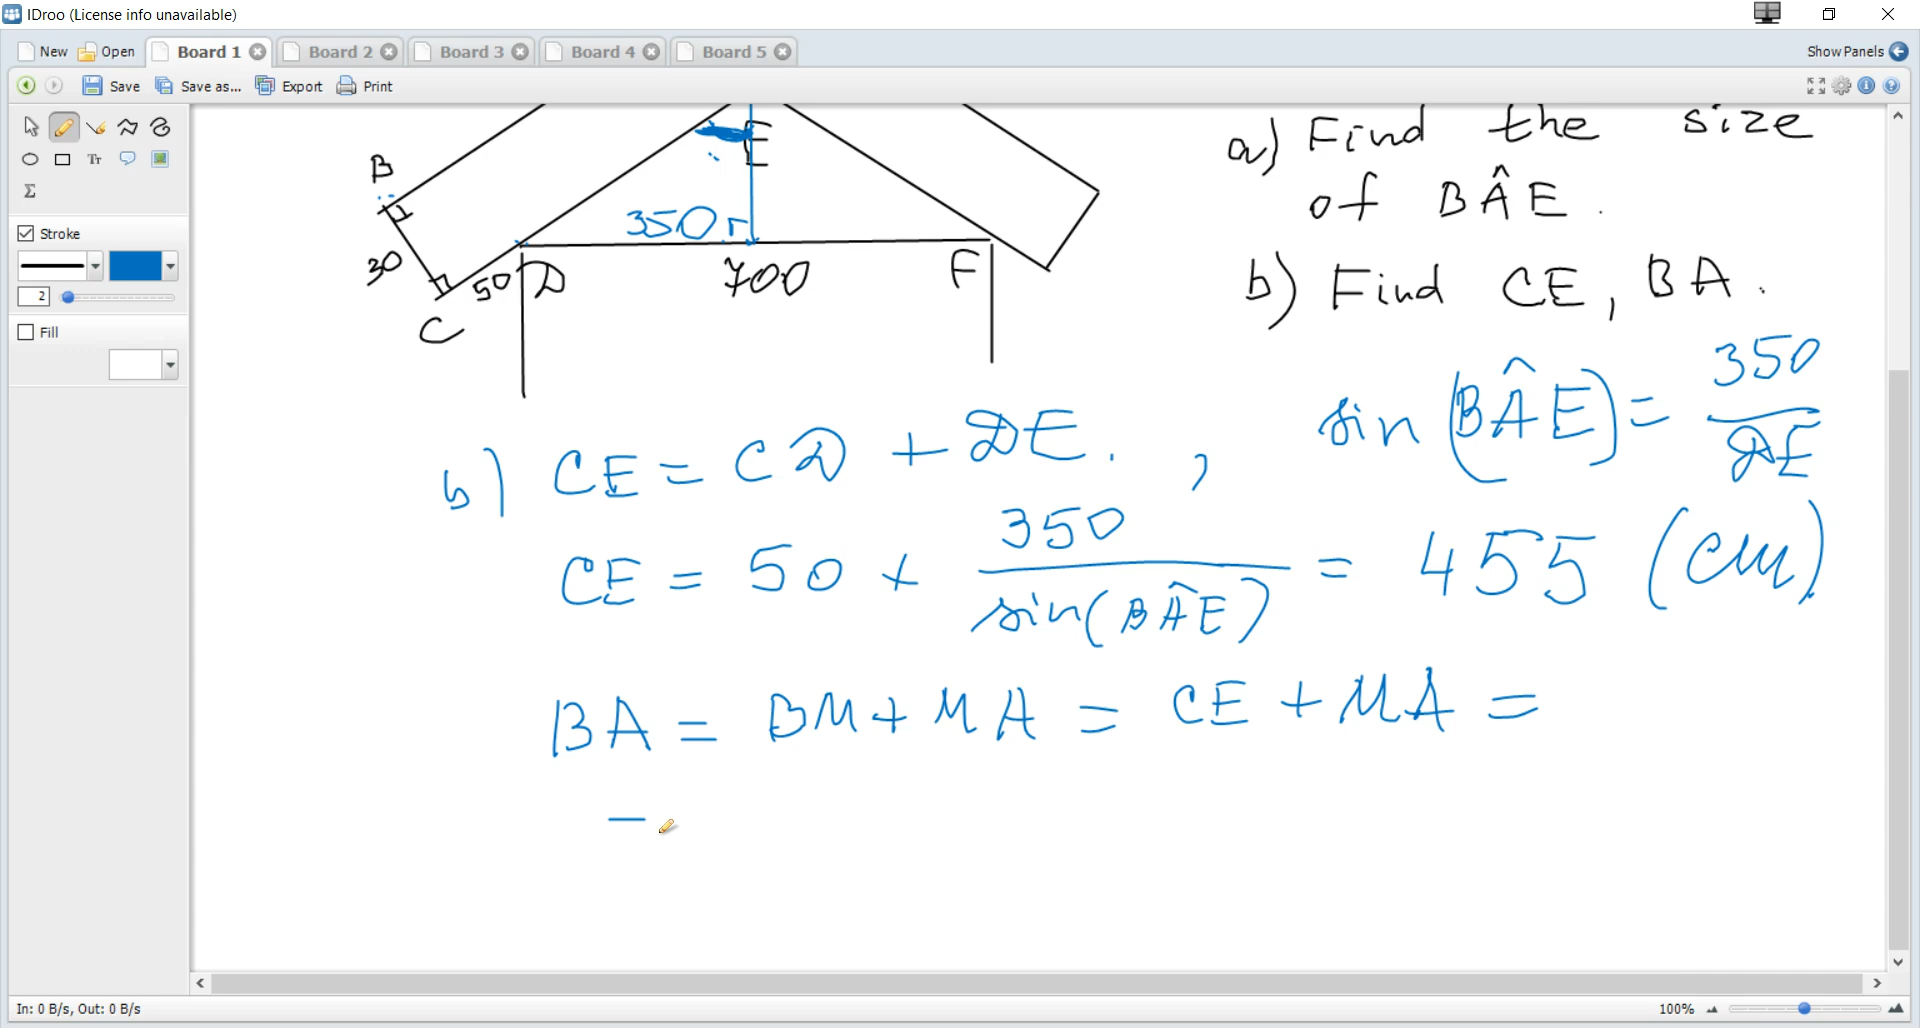 IDroo (License info unavailable)
New Open Board 1 Board 2 Board 3 Board 4 Board 5 Show Panels
Save Save as... Export Print
Tr
Σ
Stroke
2
Fill
B
E
350
30
50 D 700 F
C
a) Find the size
of BÂE.
b) Find CE, BA.
b) CE = CD + DE. , sin(BÂE) = 350/DE
CE = 50 + 350/sin(BÂE) = 455 (cm)
BA = BM + MA = CE + MA =
In: 0 B/s, Out: 0 B/s 100%